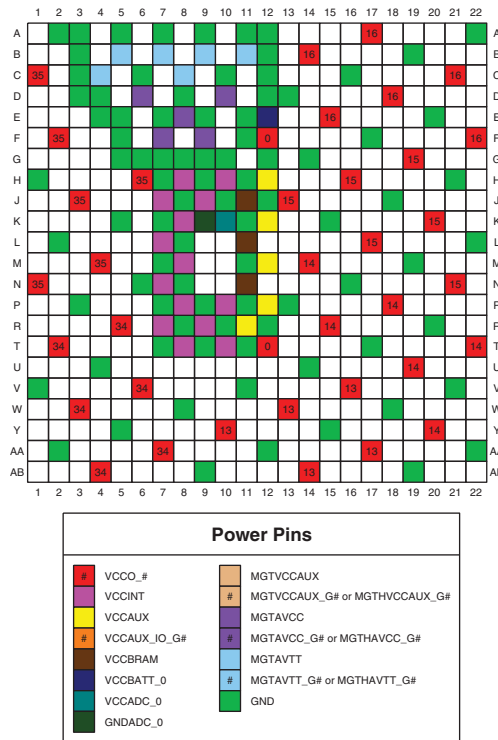 1 2 3 4 5 6 7 8 9 10 11 12 13 14 15 16 17 18 19 20 21 22
A 16 A
B 16 B
C 35 16 C
D 16 D
E 16 E
F 35 0 16 F
G 15 G
H 35 15 H
J 35 15 J
K 15 K
L 15 L
M 35 14 M
N 35 15 N
P 14 P
R 34 14 R
T 34 0 14 T
U 14 U
V 34 13 V
W 34 13 W
Y 13 14 Y
AA 34 13 AA
AB 34 13 AB
1 2 3 4 5 6 7 8 9 10 11 12 13 14 15 16 17 18 19 20 21 22
Power Pins
# VCCO_#
VCCINT
VCCAUX
# VCCAUX_IO_G#
VCCBRAM
VCCBATT_0
VCCADC_0
GNDADC_0
MGTVCCAUX
# MGTVCCAUX_G# or MGTHVCCAUX_G#
MGTAVCC
# MGTAVCC_G# or MGTHAVCC_G#
MGTAVTT
# MGTAVTT_G# or MGTHAVTT_G#
GND